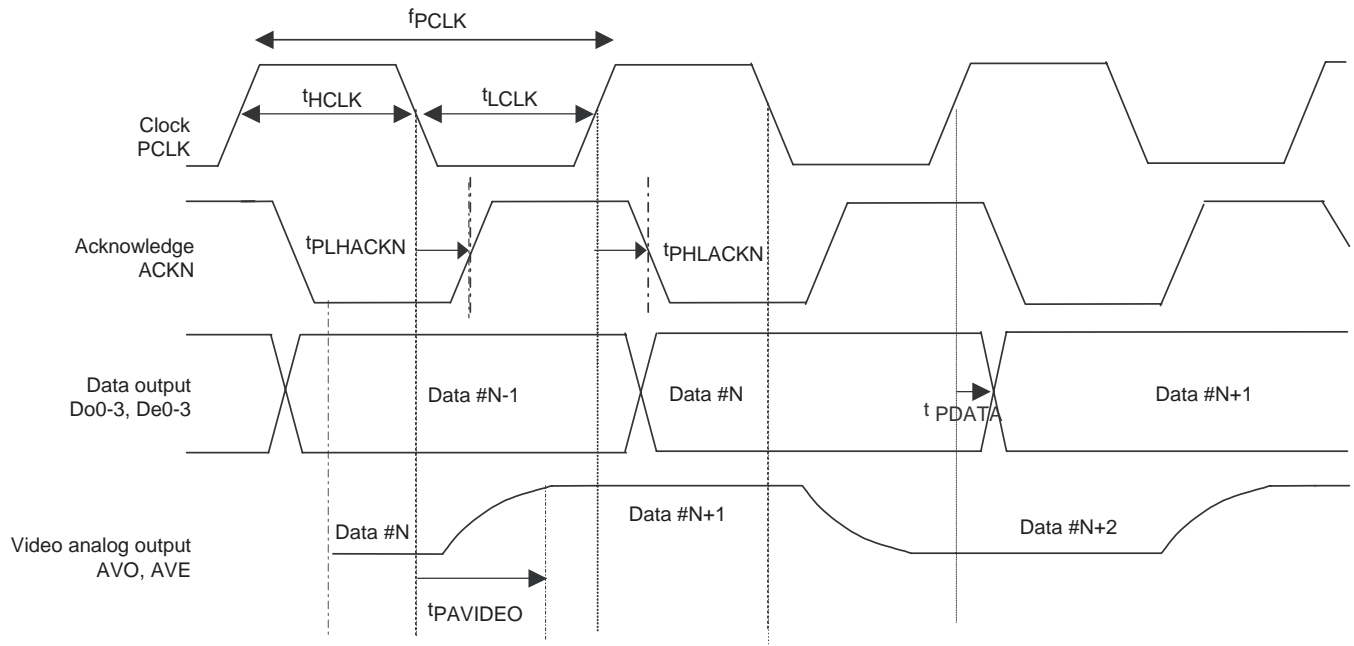 fPCLK
tHCLK
tLCLK
Clock
PCLK
Acknowledge
ACKN
tPLHACKN
tPHLACKN
Data output
Do0-3, De0-3
Data #N-1
Data #N
t PDATA
Data #N+1
Video analog output
AVO, AVE
Data #N
Data #N+1
Data #N+2
tPAVIDEO